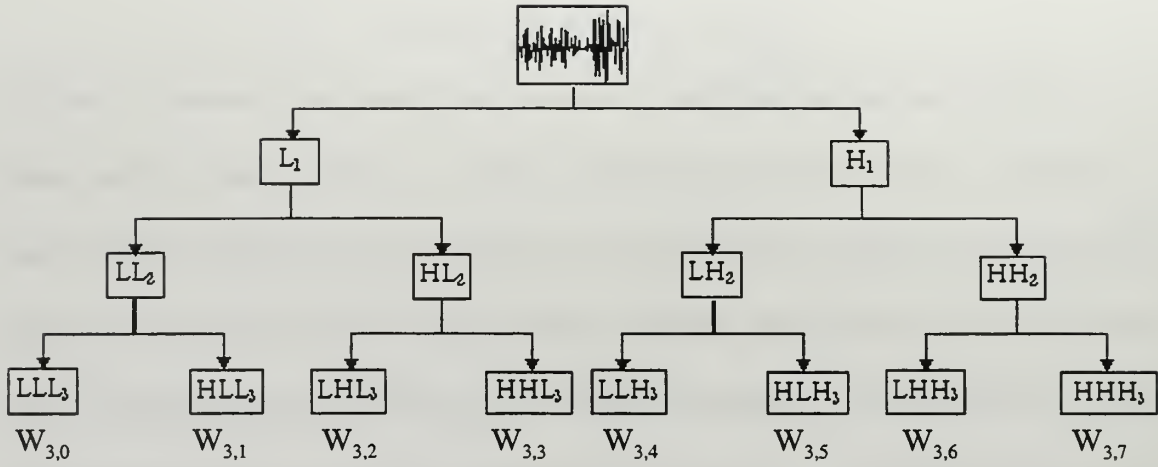 L₁ H₁
LL₂ HL₂ LH₂ HH₂
LLL₃ HLL₃ LHL₃ HHL₃ LLH₃ HLH₃ LHH₃ HHH₃
W₃,₀ W₃,₁ W₃,₂ W₃,₃ W₃,₄ W₃,₅ W₃,₆ W₃,₇